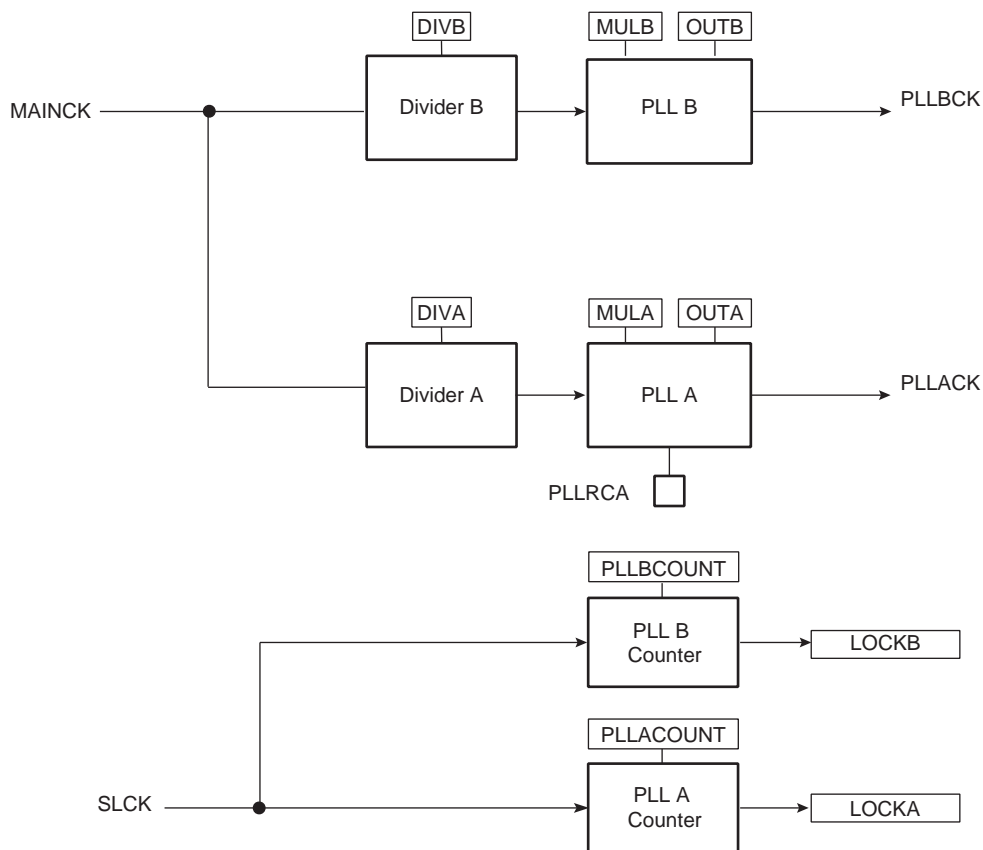 DIVB
MULB
OUTB
MAINCK
Divider B
PLL B
PLLBCK
DIVA
MULA
OUTA
Divider A
PLL A
PLLACK
PLLRCA
PLLBCOUNT
PLL B
Counter
LOCKB
PLLACOUNT
SLCK
PLL A
Counter
LOCKA